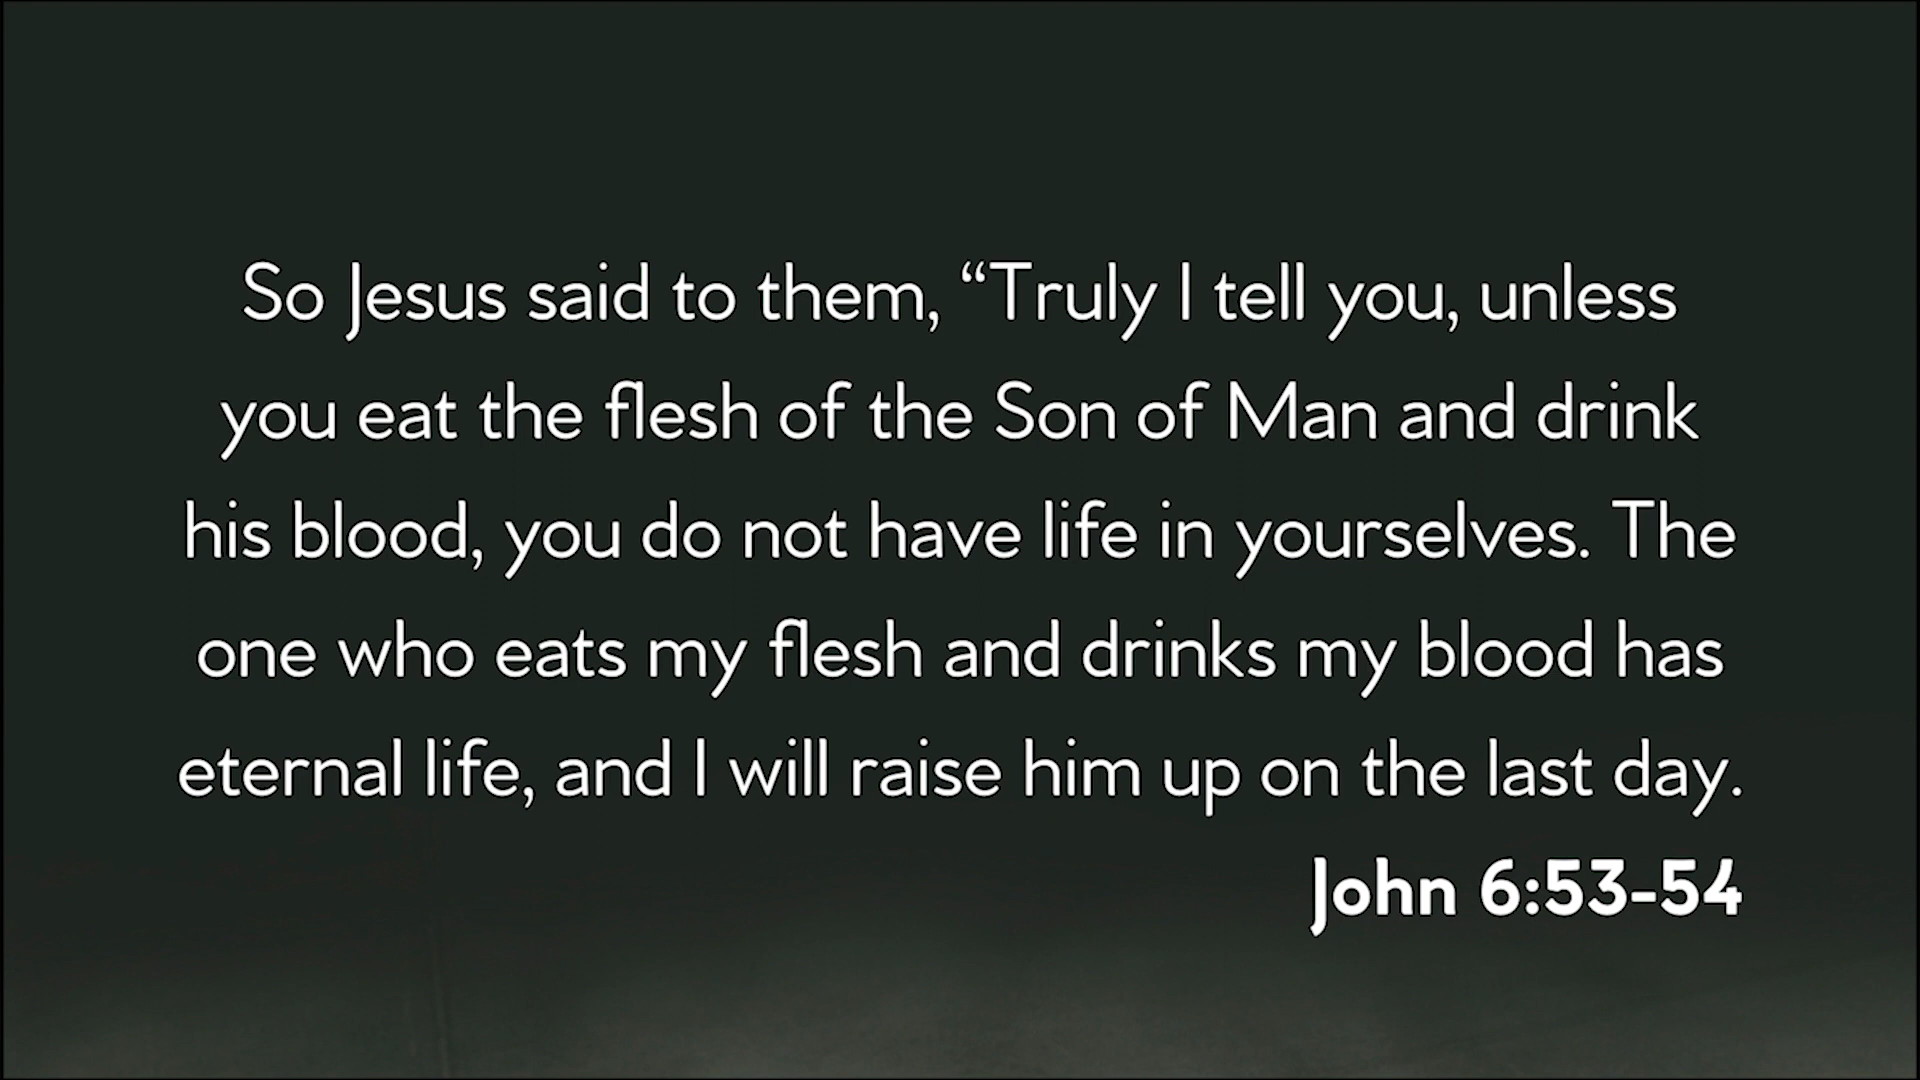 So Jesus said to them, “Truly I tell you, unless
you eat the flesh of the Son of Man and drink
his blood, you do not have life in yourselves. The
one who eats my flesh and drinks my blood has
eternal life, and I will raise him up on the last day.
John 6:53-54